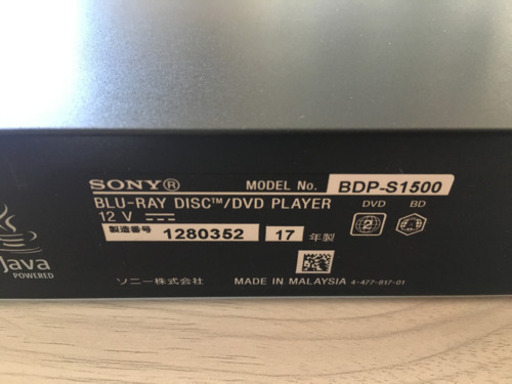 SONY® MODEL No. BDP-S1500
BLU-RAY DISC™/DVD PLAYER DVD BD
12 V 2 A
製造番号 1280352 17 年製
Java
POWERED
ソニー株式会社 MADE IN MALAYSIA 4-477-817-01